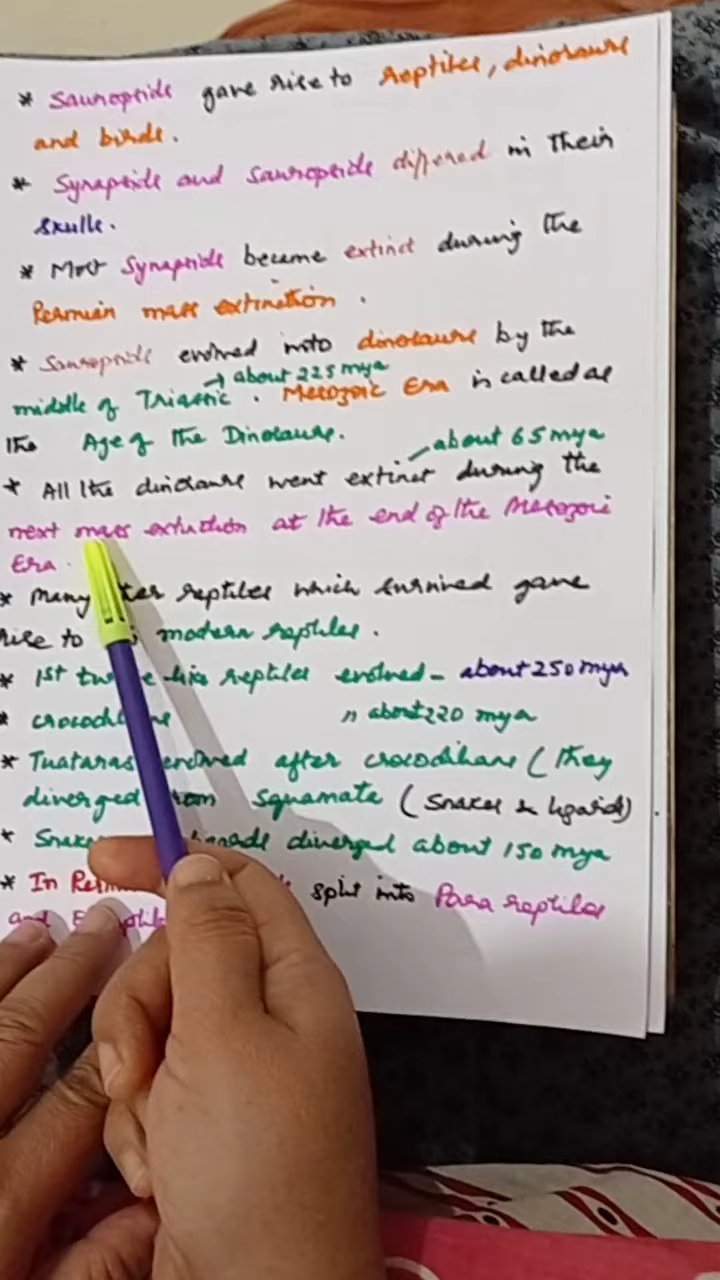 * Sauropsids gave rise to reptiles, dinosaurs
and birds.
* Synapsids and Sauropsids differed in their
skulls.
* Most Synapsids became extinct during the
Permian mass extinction.
* Sauropsids evolved into dinosaurs by the
→ about 225 mya
middle of Triassic. Mesozoic Era is called as
the Age of the Dinosaurs.
about 65 mya
* All the dinosaurs went extinct during the
next mass extinction at the end of the Mesozoic
Era.
* Many reptiles which survived gave
rise to modern reptiles.
* 1st like reptiles evolved - about 250 mya
* " about 220 mya
* Tuataras evolved after crocodilians (they
diverged from Squamata (snakes & lizards)
* diverged about 150 mya
* In split into Para reptiles
and